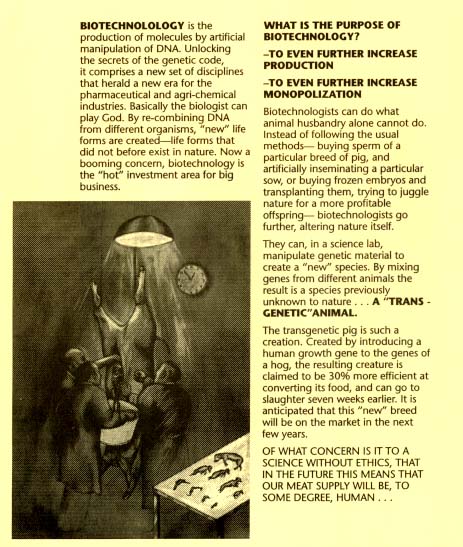 BIOTECHNOLOLOGY is the
production of molecules by artificial
manipulation of DNA. Unlocking
the secrets of the genetic code,
it comprises a new set of disciplines
that herald a new era for the
pharmaceutical and agri-chemical
industries. Basically the biologist can
play God. By re-combining DNA
from different organisms, “new” life
forms are created—life forms that
did not before exist in nature. Now a
booming concern, biotechnology is
the “hot” investment area for big
business.
WHAT IS THE PURPOSE OF
BIOTECHNOLOGY?
–TO EVEN FURTHER INCREASE
PRODUCTION
–TO EVEN FURTHER INCREASE
MONOPOLIZATION
Biotechnologists can do what
animal husbandry alone cannot do.
Instead of following the usual
methods— buying sperm of a
particular breed of pig, and
artificially inseminating a particular
sow, or buying frozen embryos and
transplanting them, trying to juggle
nature for a more profitable
offspring— biotechnologists go
further, altering nature itself.
They can, in a science lab,
manipulate genetic material to
create a “new” species. By mixing
genes from different animals the
result is a species previously
unknown to nature . . . A “TRANS -
GENETIC”ANIMAL.
The transgenetic pig is such a
creation. Created by introducing a
human growth gene to the genes of
a hog, the resulting creature is
claimed to be 30% more efficient at
converting its food, and can go to
slaughter seven weeks earlier. It is
anticipated that this “new” breed
will be on the market in the next
few years.
OF WHAT CONCERN IS IT TO A
SCIENCE WITHOUT ETHICS, THAT
IN THE FUTURE THIS MEANS THAT
OUR MEAT SUPPLY WILL BE, TO
SOME DEGREE, HUMAN . . .